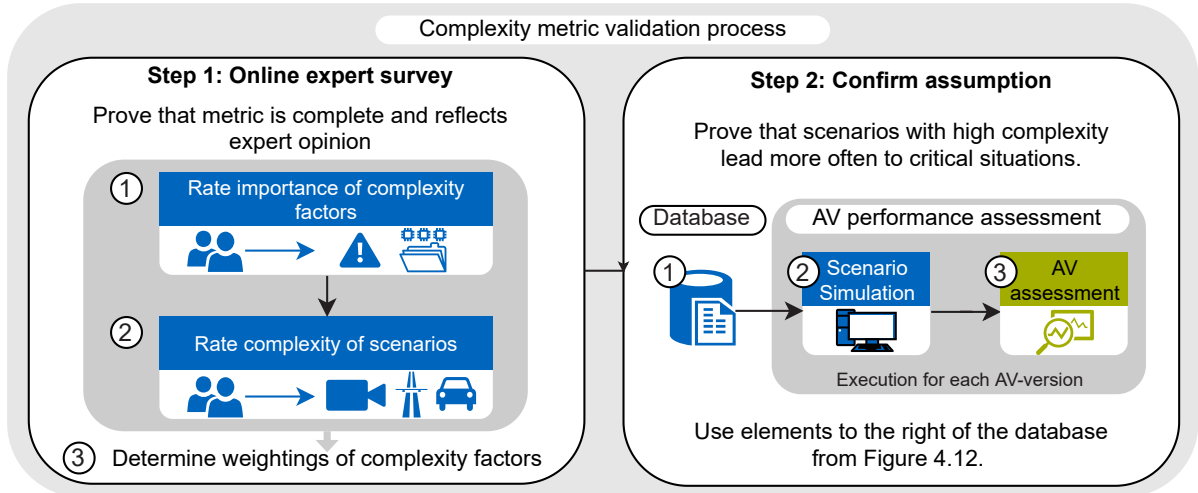 Complexity metric validation process
Step 1: Online expert survey
Prove that metric is complete and reflects
expert opinion
1
Rate importance of complexity
factors
2
Rate complexity of scenarios
3
Determine weightings of complexity factors
Step 2: Confirm assumption
Prove that scenarios with high complexity
lead more often to critical situations.
Database
AV performance assessment
1
2
Scenario
Simulation
3
AV
assessment
Execution for each AV-version
Use elements to the right of the database
from Figure 4.12.